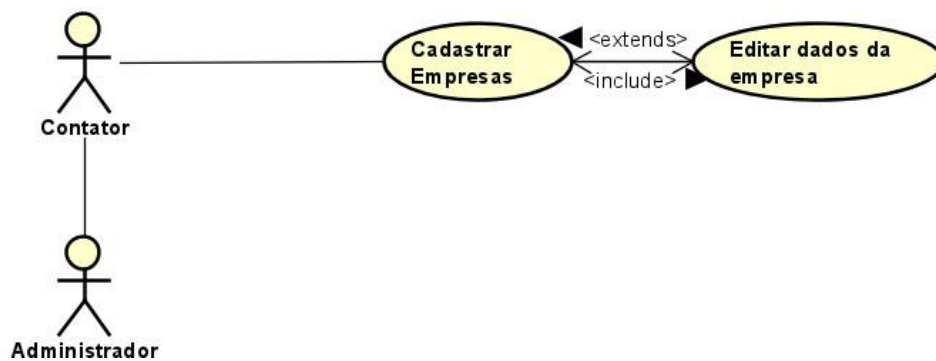 Cadastrar
Empresas
<extends>
<include>
Editar dados da
empresa
Contator
Administrador